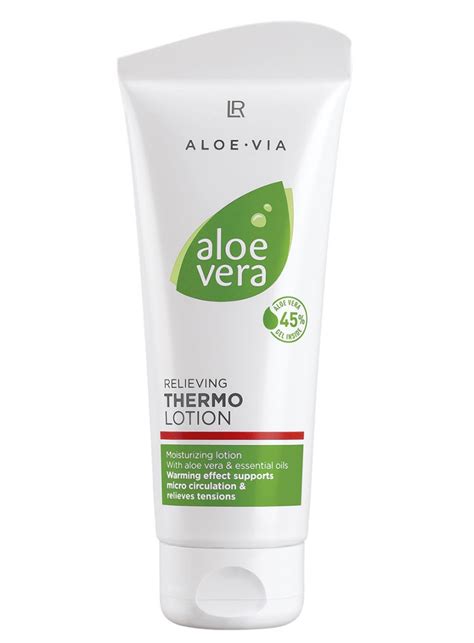 LR
ALOE·VIA
aloe
vera
ALOE VERA
45%
GEL INSIDE
RELIEVING
THERMO
LOTION
Moisturizing lotion
With aloe vera & essential oils
Warming effect supports
micro circulation &
relieves tensions